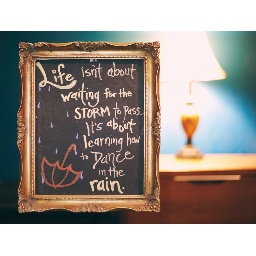 Life isn't about
waiting for the
STORM to Pass.
It's about
learning how
to Dance
in the
rain.